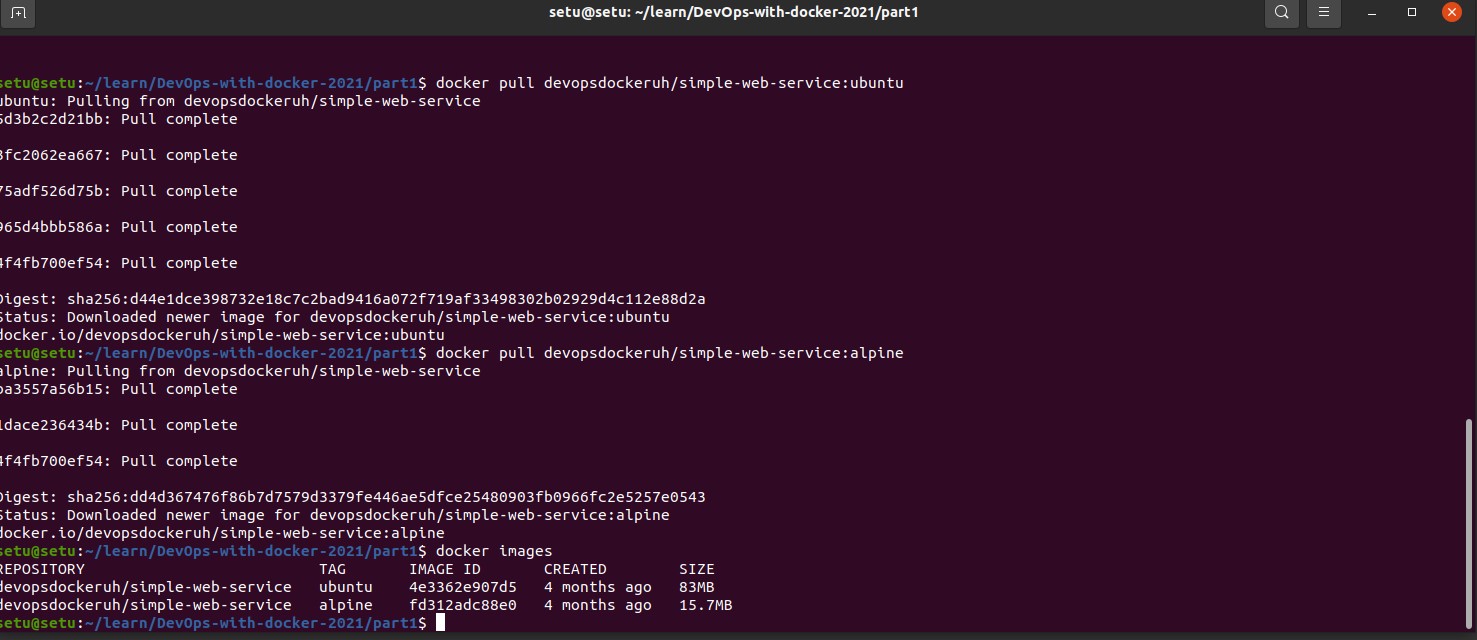 setu@setu: ~/learn/DevOps-with-docker-2021/part1
setu@setu:~/learn/DevOps-with-docker-2021/part1$ docker pull devopsdockeruh/simple-web-service:ubuntu
ubuntu: Pulling from devopsdockeruh/simple-web-service
5d3b2c2d21bb: Pull complete
3fc2062ea667: Pull complete
75adf526d75b: Pull complete
965d4bbb586a: Pull complete
4f4fb700ef54: Pull complete
Digest: sha256:d44e1dce398732e18c7c2bad9416a072f719af33498302b02929d4c112e88d2a
Status: Downloaded newer image for devopsdockeruh/simple-web-service:ubuntu
docker.io/devopsdockeruh/simple-web-service:ubuntu
setu@setu:~/learn/DevOps-with-docker-2021/part1$ docker pull devopsdockeruh/simple-web-service:alpine
alpine: Pulling from devopsdockeruh/simple-web-service
ba3557a56b15: Pull complete
1dace236434b: Pull complete
4f4fb700ef54: Pull complete
Digest: sha256:dd4d367476f86b7d7579d3379fe446ae5dfce25480903fb0966fc2e5257e0543
Status: Downloaded newer image for devopsdockeruh/simple-web-service:alpine
docker.io/devopsdockeruh/simple-web-service:alpine
setu@setu:~/learn/DevOps-with-docker-2021/part1$ docker images
REPOSITORY TAG IMAGE ID CREATED SIZE
devopsdockeruh/simple-web-service ubuntu 4e3362e907d5 4 months ago 83MB
devopsdockeruh/simple-web-service alpine fd312adc88e0 4 months ago 15.7MB
setu@setu:~/learn/DevOps-with-docker-2021/part1$